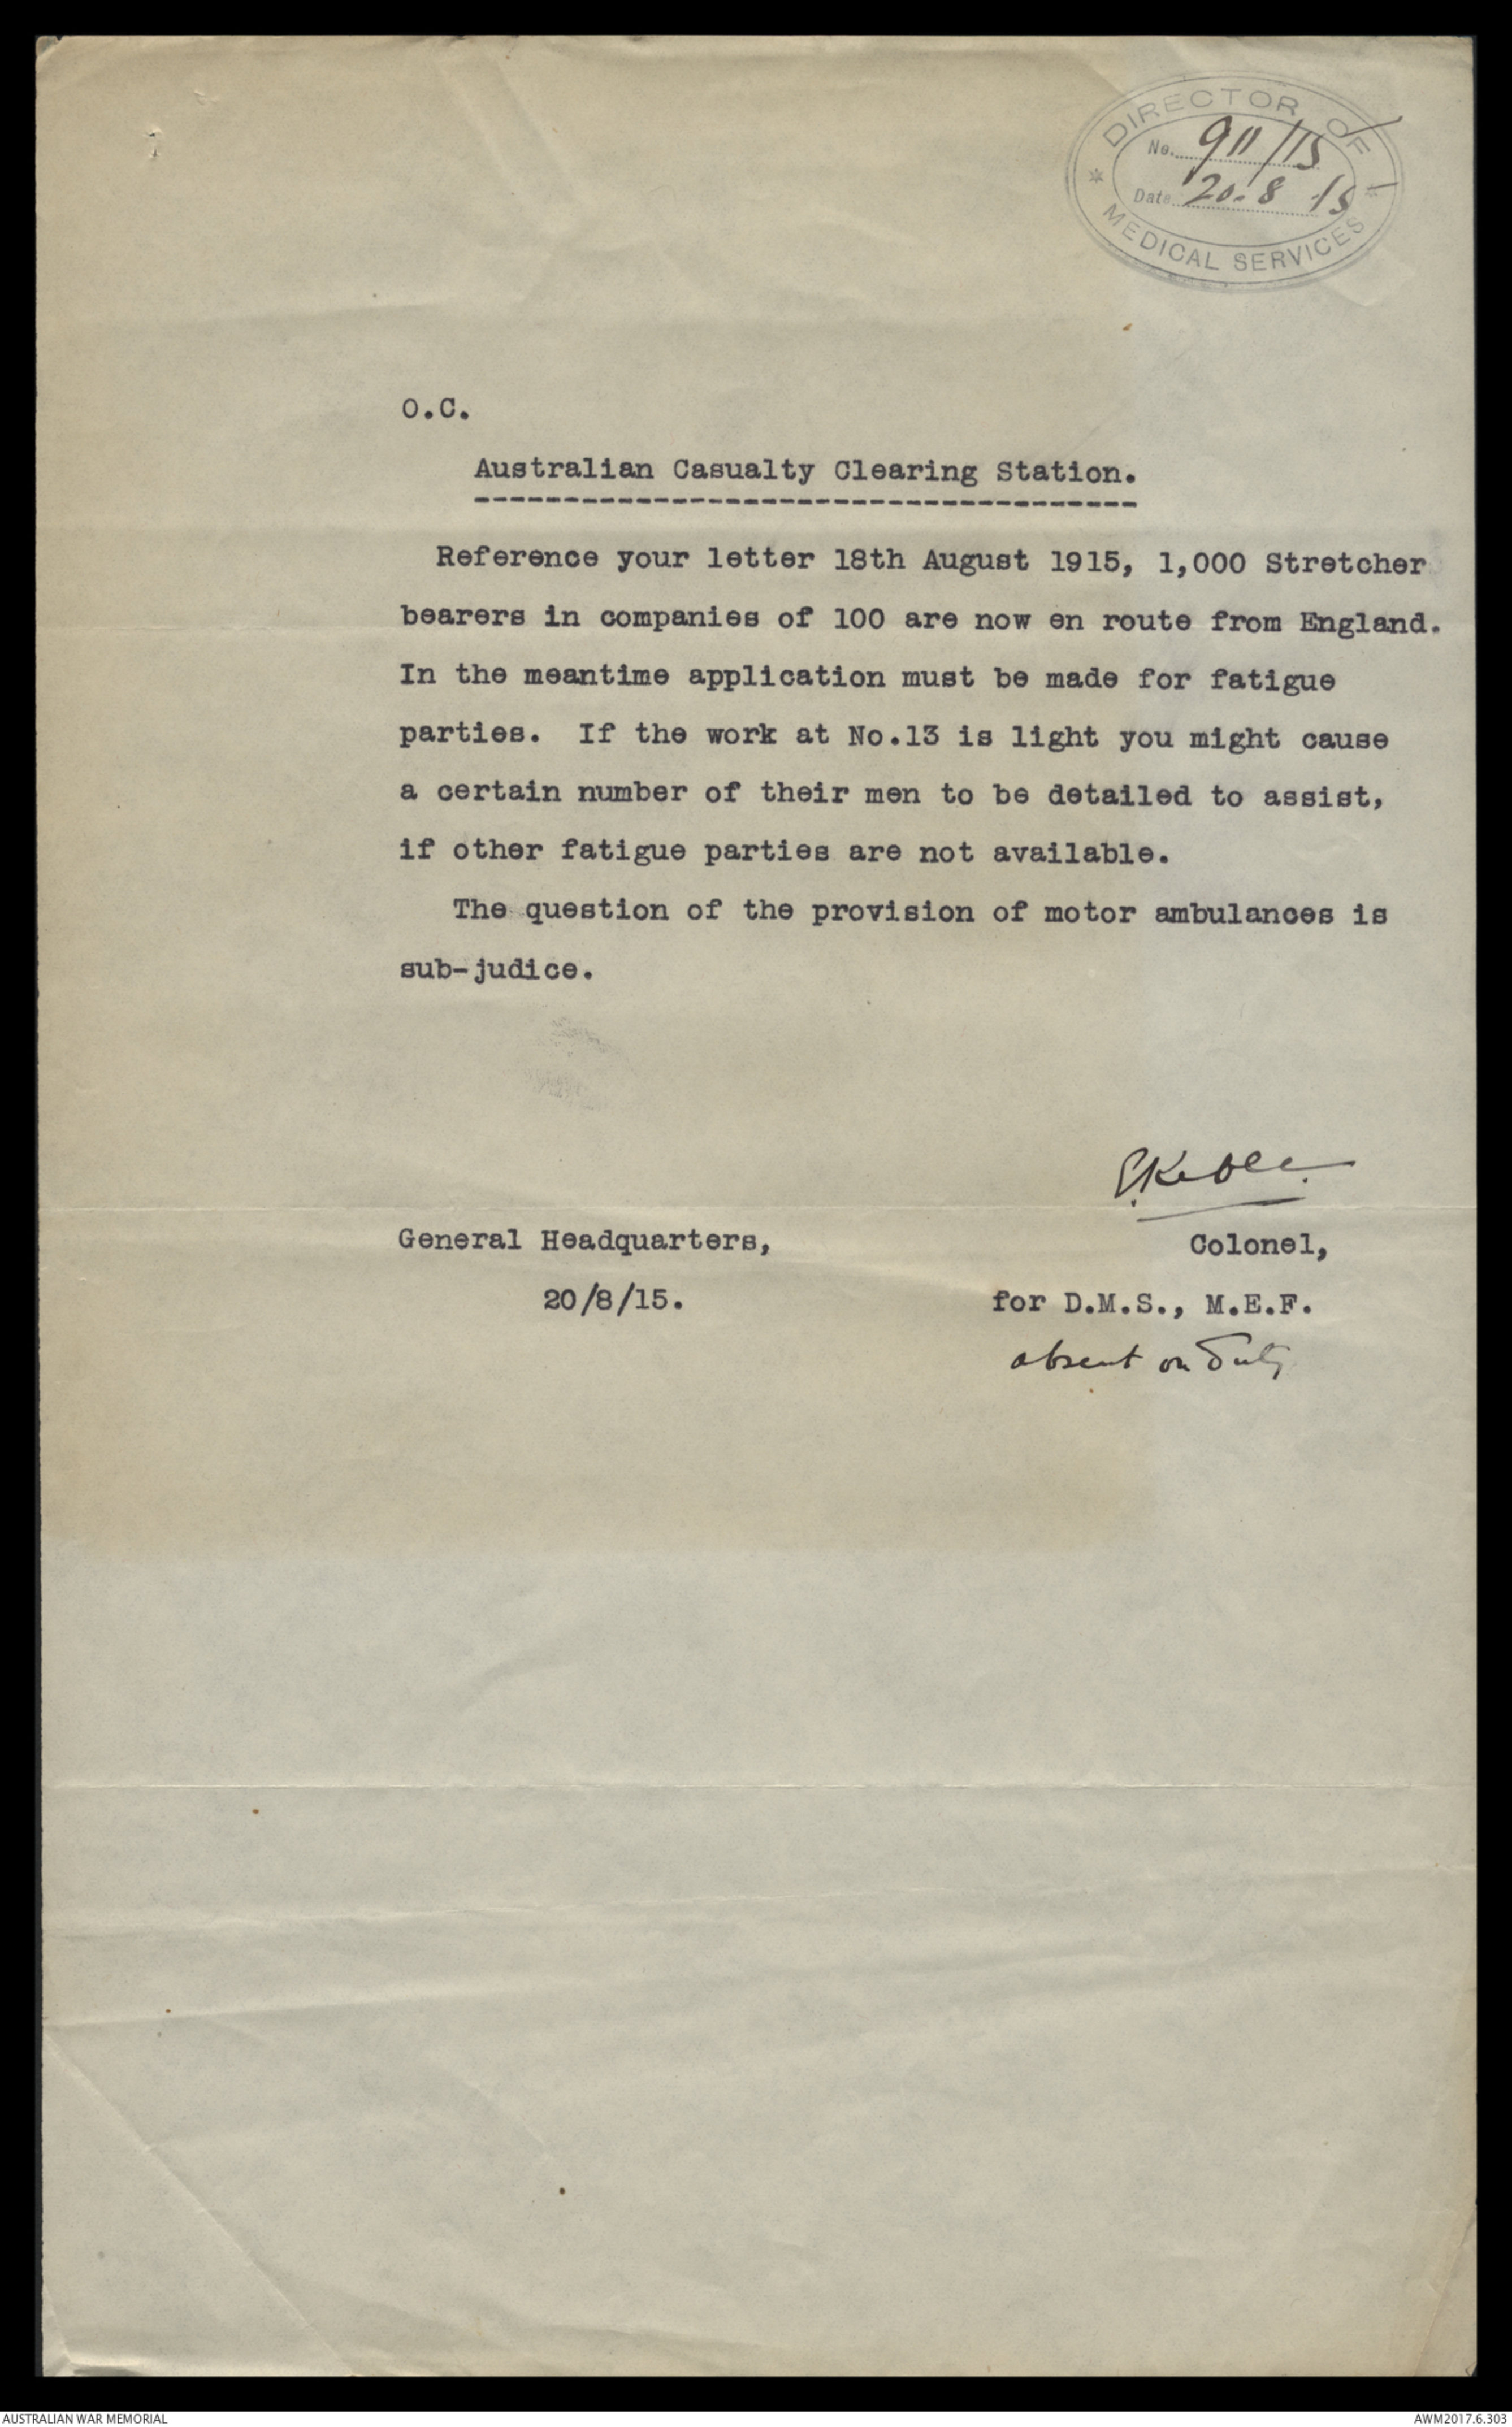 DIRECTOR OF
No. 911/15
Date 20.8.15
MEDICAL SERVICES
O.C.
Australian Casualty Clearing Station.
Reference your letter 18th August 1915, 1,000 Stretcher
bearers in companies of 100 are now en route from England.
In the meantime application must be made for fatigue
parties. If the work at No.13 is light you might cause
a certain number of their men to be detailed to assist,
if other fatigue parties are not available.
The question of the provision of motor ambulances is
sub-judice.
Keble
General Headquarters,
Colonel,
20/8/15.
for D.M.S., M.E.F.
absent on duty
AUSTRALIAN WAR MEMORIAL
AWM2017.6.303